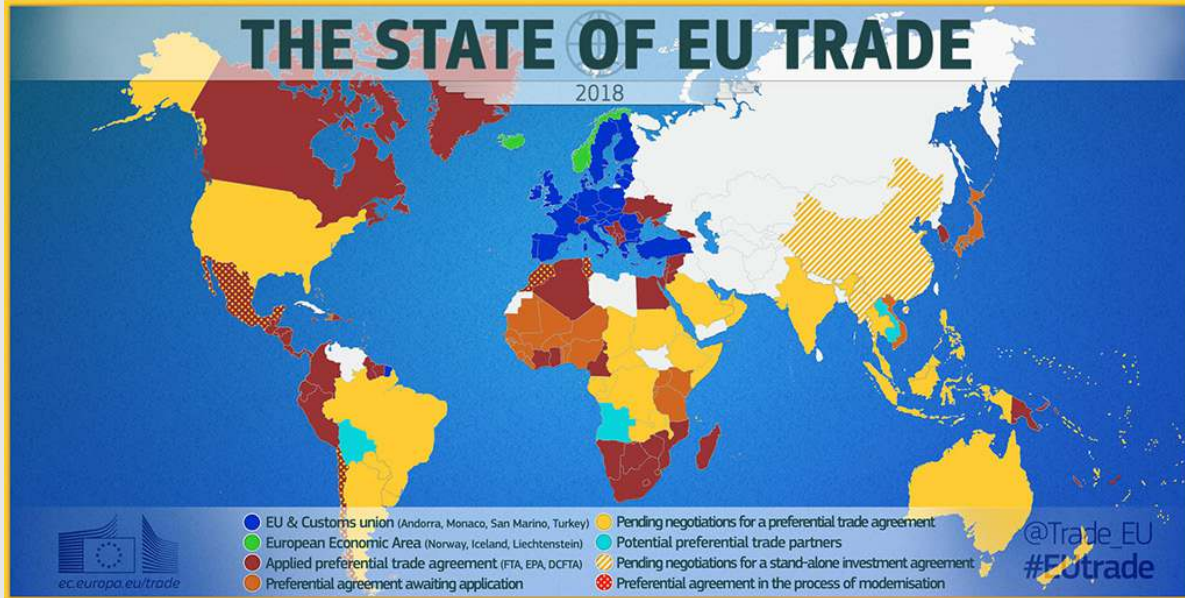 THE STATE OF EU TRADE
2018
EU & Customs union (Andorra, Monaco, San Marino, Turkey)
European Economic Area (Norway, Iceland, Liechtenstein)
Applied preferential trade agreement (FTA, EPA, DCFTA)
Preferential agreement awaiting application
Pending negotiations for a preferential trade agreement
Potential preferential trade partners
Pending negotiations for a stand-alone investment agreement
Preferential agreement in the process of modernisation
ec.europa.eu/trade
@Trade_EU
#EUtrade